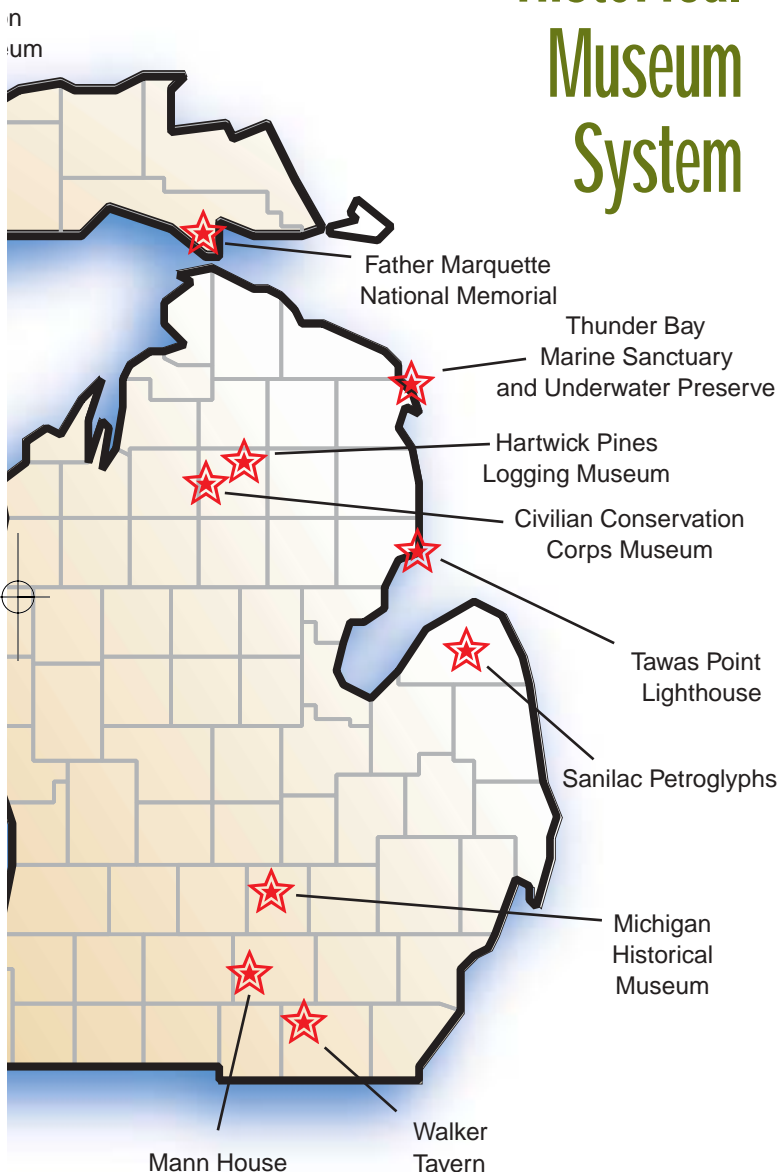 Museum
System
Father Marquette
National Memorial
Thunder Bay
Marine Sanctuary
and Underwater Preserve
Hartwick Pines
Logging Museum
Civilian Conservation
Corps Museum
Tawas Point
Lighthouse
Sanilac Petroglyphs
Michigan
Historical
Museum
Mann House
Walker
Tavern